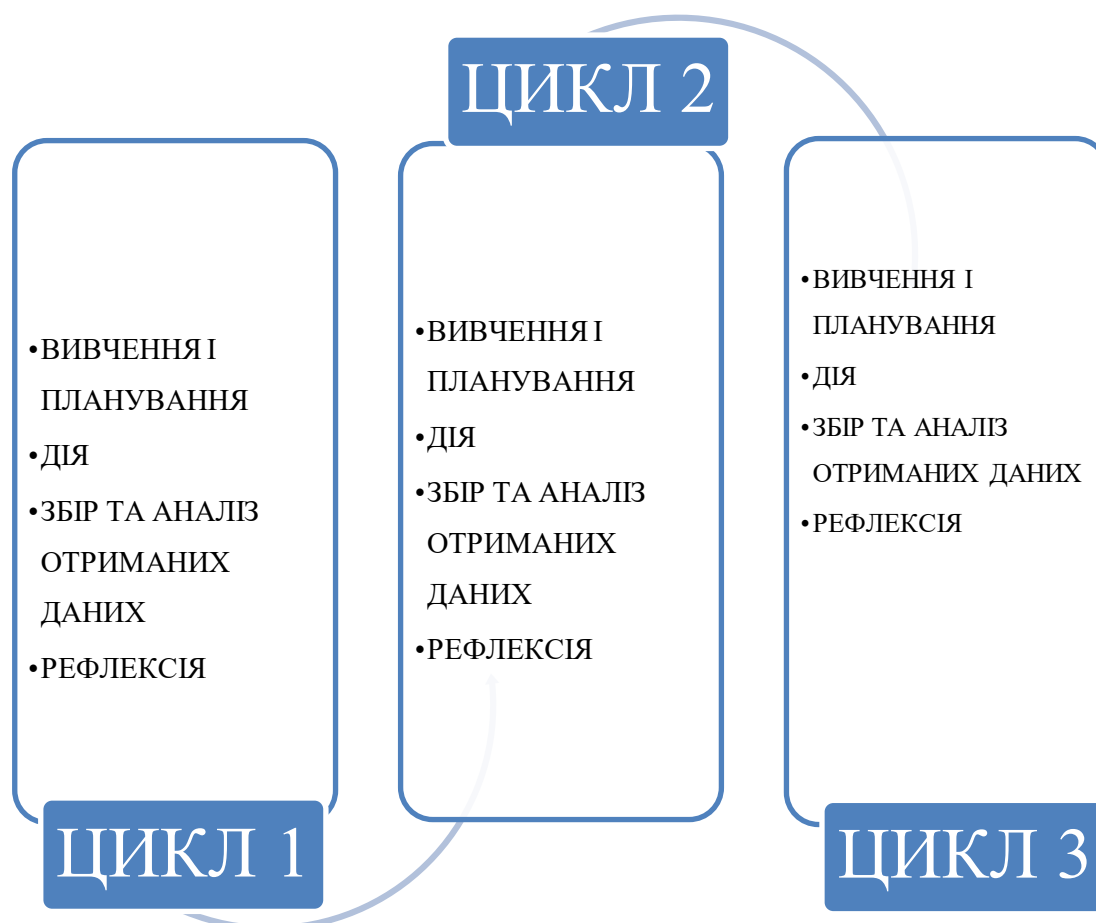 •ВИВЧЕННЯ І
ПЛАНУВАННЯ
•ДІЯ
•ЗБІР ТА АНАЛІЗ
ОТРИМАНИХ
ДАНИХ
•РЕФЛЕКСІЯ
ЦИКЛ 1
ЦИКЛ 2
•ВИВЧЕННЯ І
ПЛАНУВАННЯ
•ДІЯ
•ЗБІР ТА АНАЛІЗ
ОТРИМАНИХ
ДАНИХ
•РЕФЛЕКСІЯ
•ВИВЧЕННЯ І
ПЛАНУВАННЯ
•ДІЯ
•ЗБІР ТА АНАЛІЗ
ОТРИМАНИХ ДАНИХ
•РЕФЛЕКСІЯ
ЦИКЛ 3